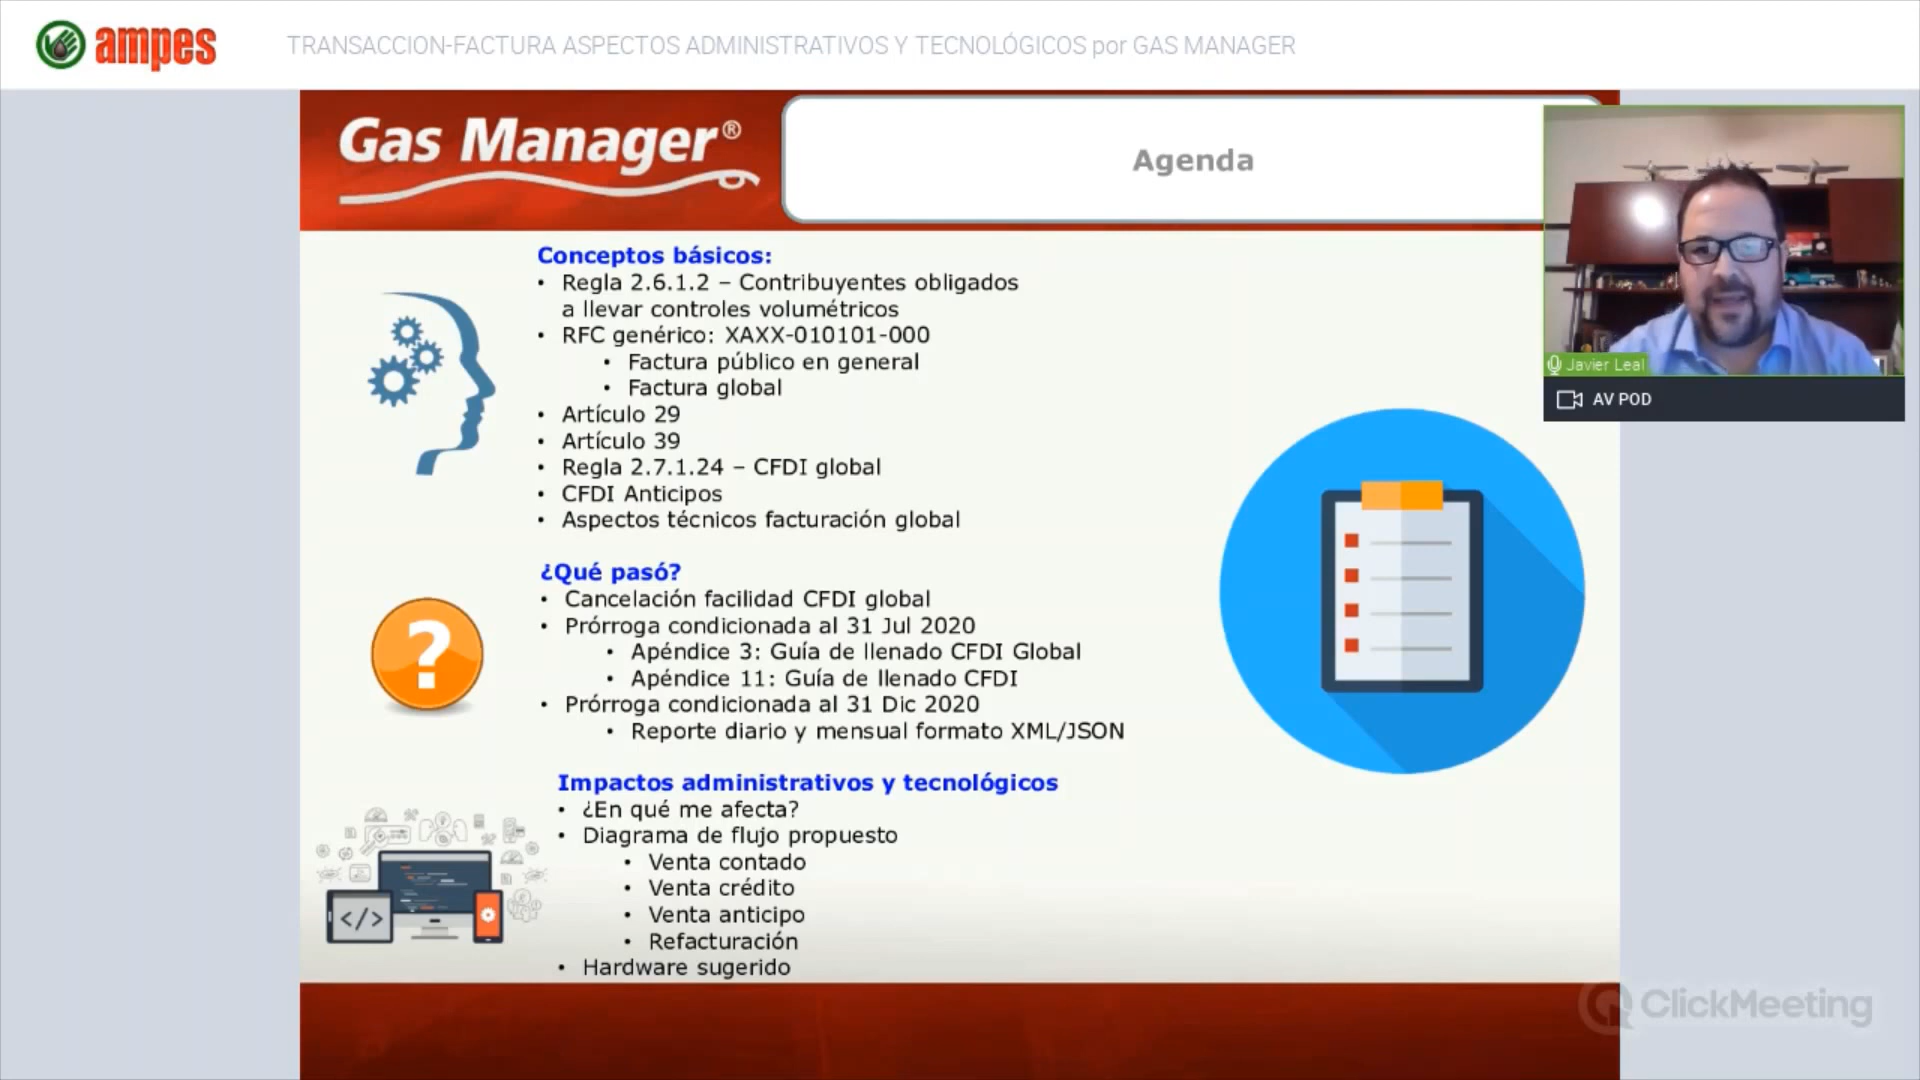 ampes
TRANSACCION-FACTURA ASPECTOS ADMINISTRATIVOS Y TECNOLÓGICOS por GAS MANAGER
Gas Manager®
Agenda
Conceptos básicos:
• Regla 2.6.1.2 – Contribuyentes obligados
a llevar controles volumétricos
• RFC genérico: XAXX-010101-000
• Factura público en general
• Factura global
• Artículo 29
• Artículo 39
• Regla 2.7.1.24 – CFDI global
• CFDI Anticipos
• Aspectos técnicos facturación global
¿Qué pasó?
• Cancelación facilidad CFDI global
• Prórroga condicionada al 31 Jul 2020
• Apéndice 3: Guía de llenado CFDI Global
• Apéndice 11: Guía de llenado CFDI
• Prórroga condicionada al 31 Dic 2020
• Reporte diario y mensual formato XML/JSON
Impactos administrativos y tecnológicos
• ¿En qué me afecta?
• Diagrama de flujo propuesto
• Venta contado
• Venta crédito
• Venta anticipo
• Refacturación
• Hardware sugerido
?
</>
Javier Leal
AV POD
ClickMeeting